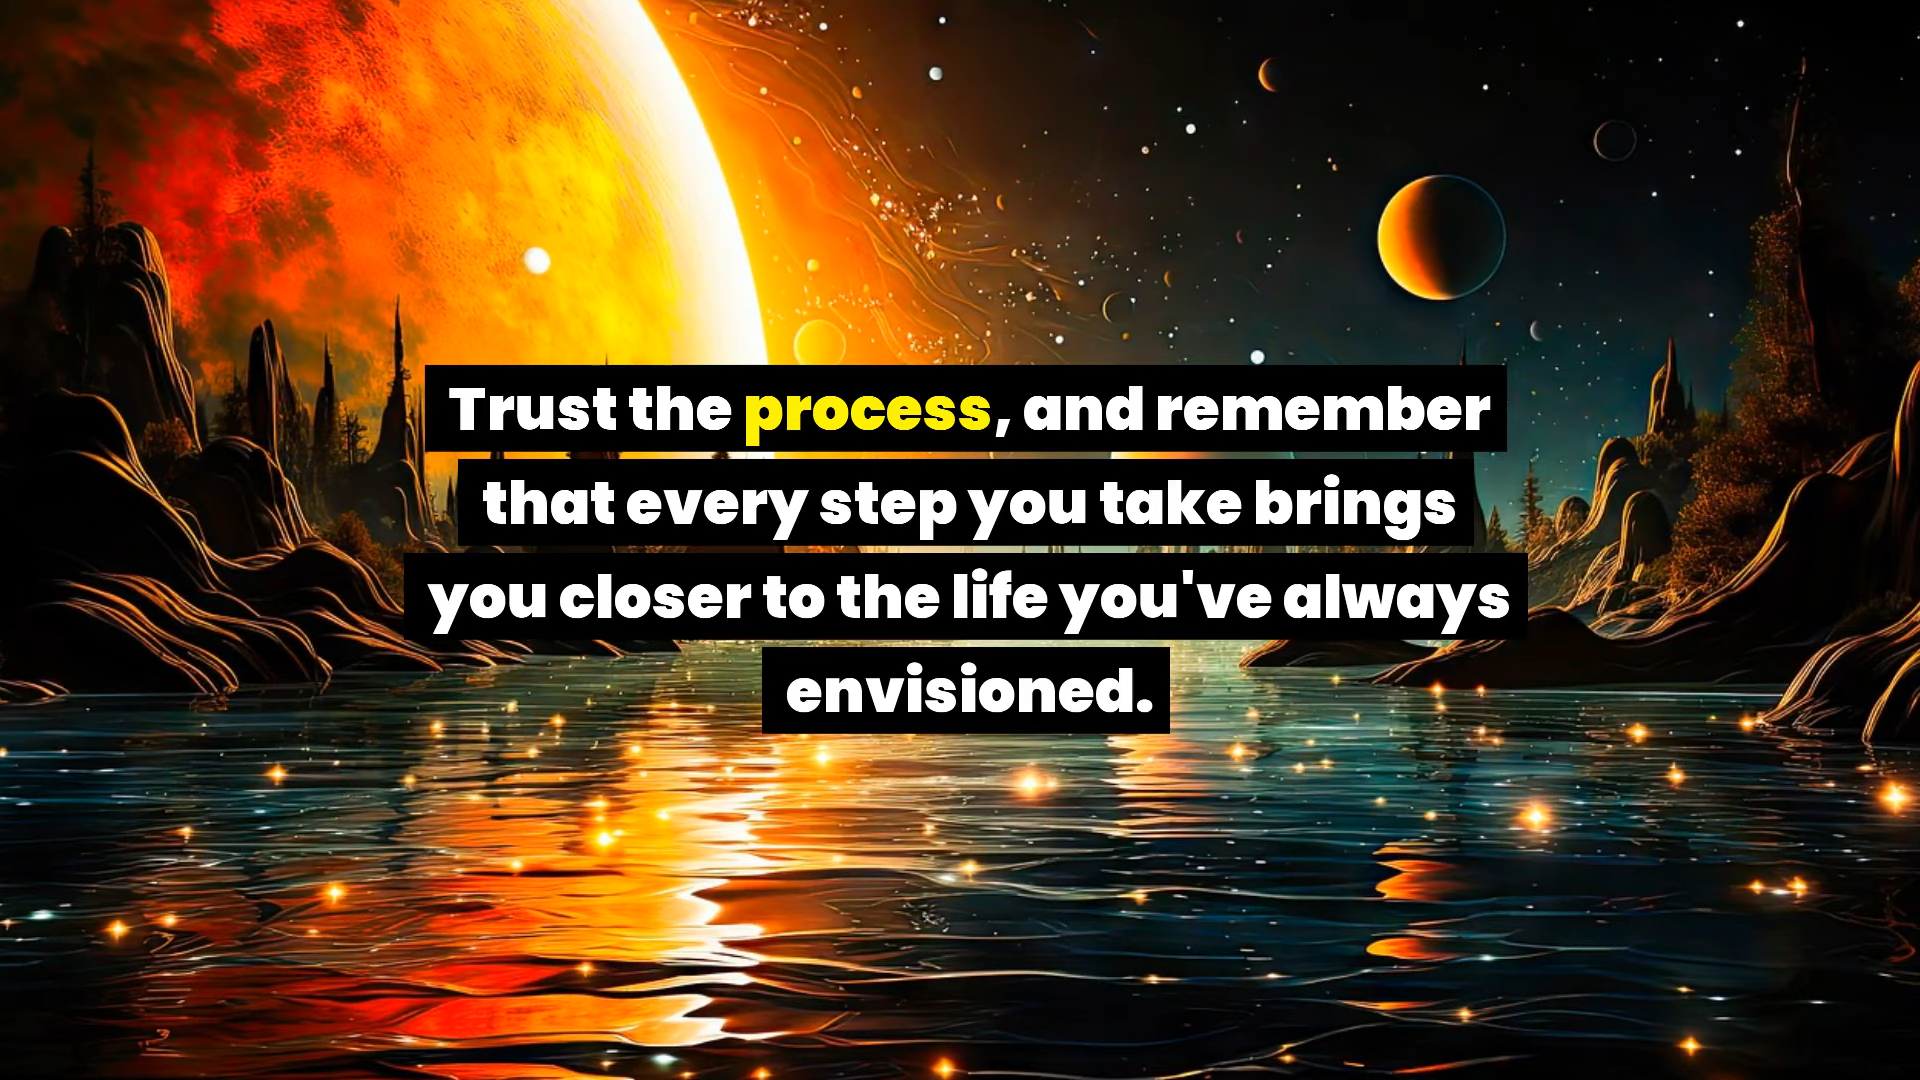 Trust the process, and remember
that every step you take brings
you closer to the life you've always
envisioned.